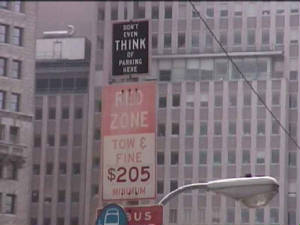 DON'T
EVEN
THINK
OF
PARKING
HERE
RED
ZONE
TOW &
FINE
$205
MINIMUM
BUS